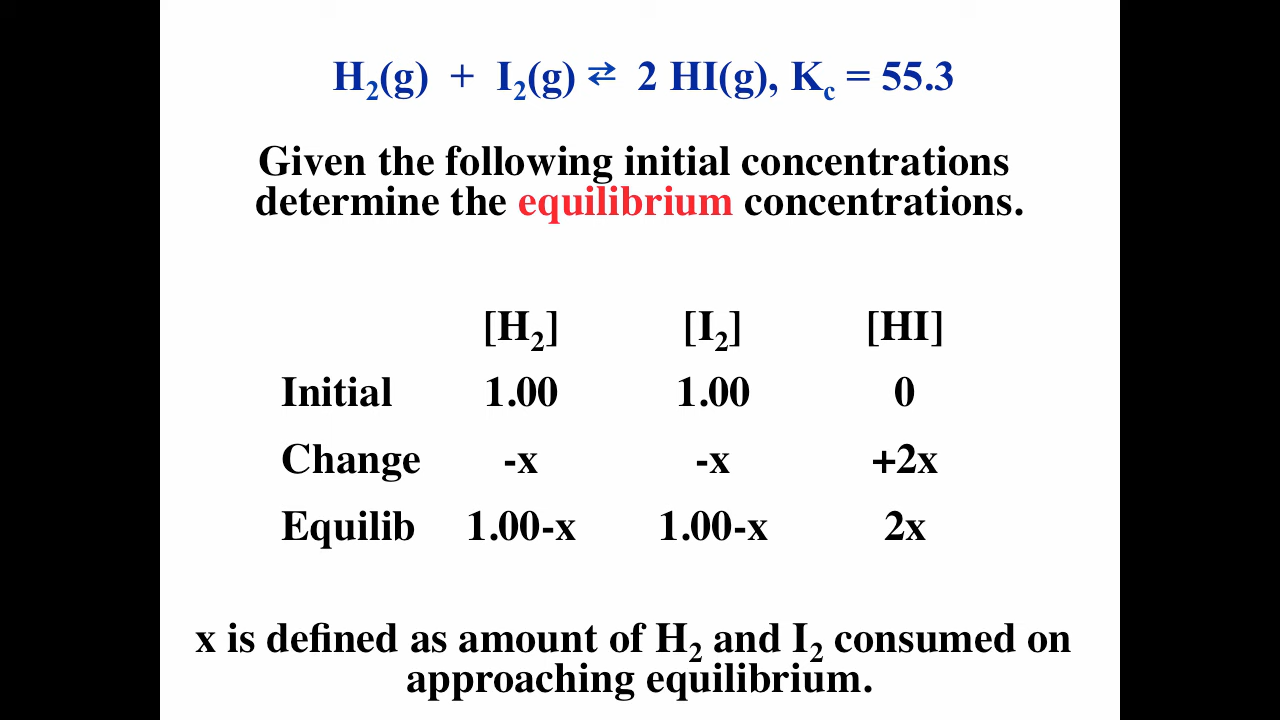 H₂(g) + I₂(g) ⇄ 2 HI(g), K_c = 55.3
Given the following initial concentrations
determine the equilibrium concentrations.
[H₂] [I₂] [HI]
Initial 1.00 1.00 0
Change -x -x +2x
Equilib 1.00-x 1.00-x 2x
x is defined as amount of H₂ and I₂ consumed on
approaching equilibrium.